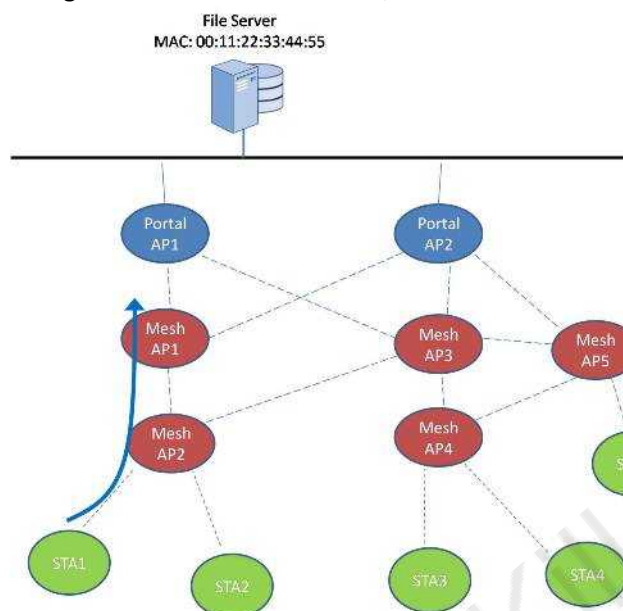 File Server
MAC: 00:11:22:33:44:55
Portal
AP1
Portal
AP2
Mesh
AP1
Mesh
AP3
Mesh
AP5
Mesh
AP2
Mesh
AP4
STA1
STA2
STA3
STA4